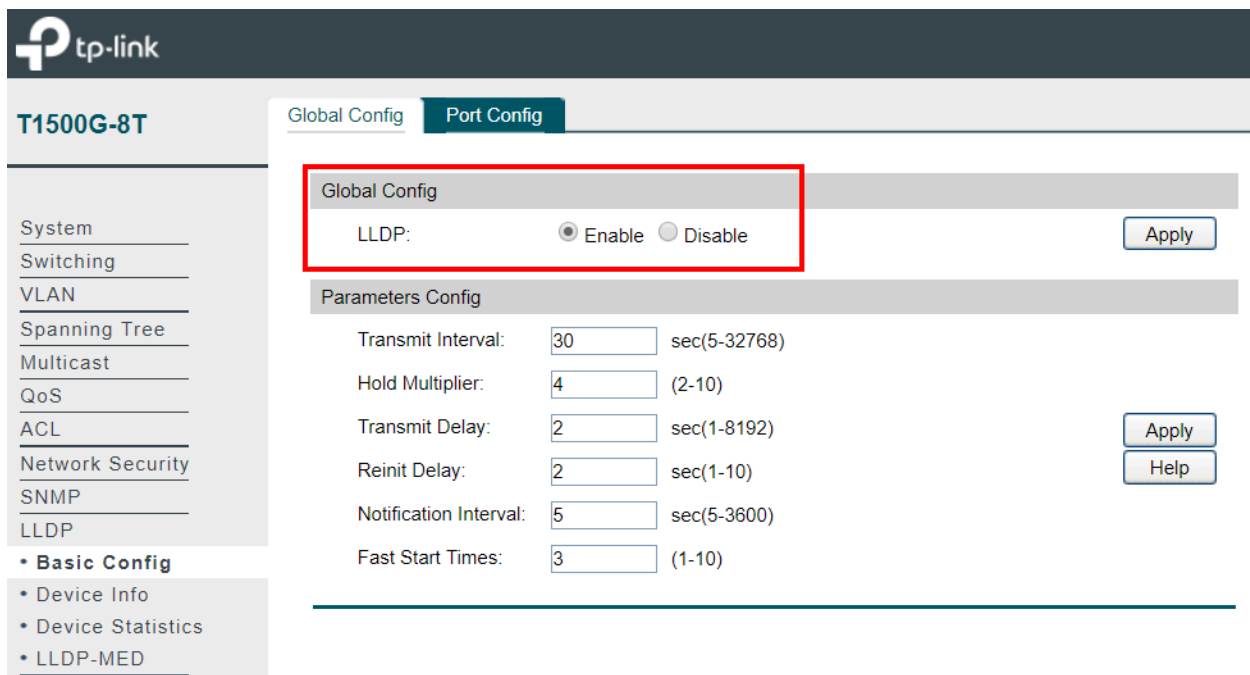 tp-link
T1500G-8T
Global Config Port Config
System
Switching
VLAN
Spanning Tree
Multicast
QoS
ACL
Network Security
SNMP
LLDP
• Basic Config
• Device Info
• Device Statistics
• LLDP-MED
Global Config
LLDP: Enable Disable Apply
Parameters Config
Transmit Interval: 30 sec(5-32768)
Hold Multiplier: 4 (2-10)
Transmit Delay: 2 sec(1-8192) Apply
Reinit Delay: 2 sec(1-10) Help
Notification Interval: 5 sec(5-3600)
Fast Start Times: 3 (1-10)